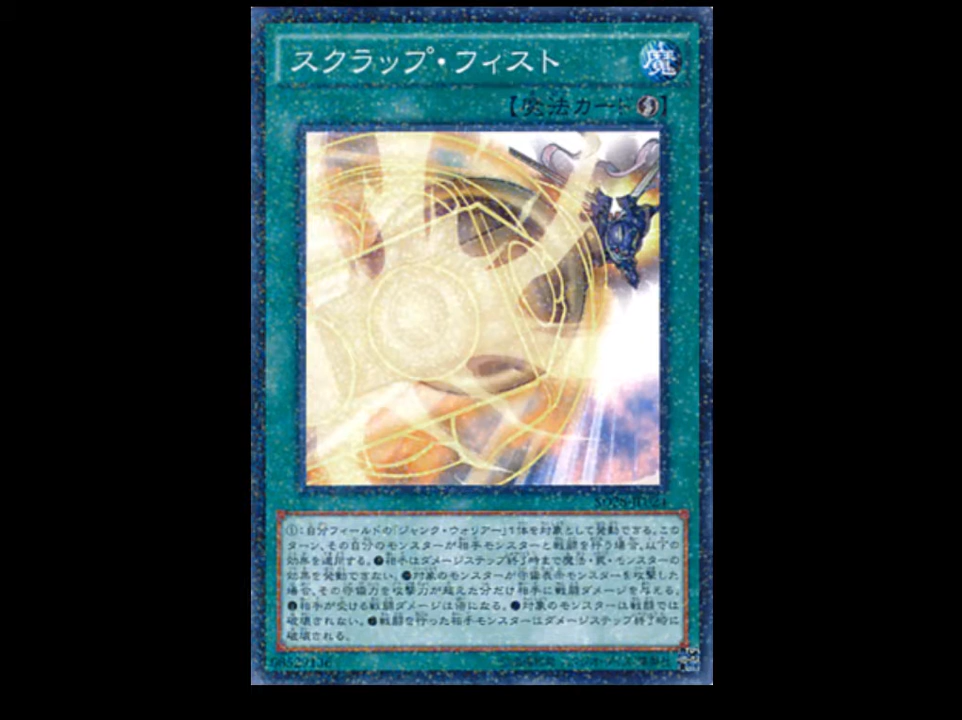 スクラップ・フィスト
魔
【魔法カード 】
①:自分フィールドの「ジャンク・ウォリアー」1体を対象として発動できる。この
ターン、その自分のモンスターが相手モンスターと戦闘を行う場合、以下の
効果を適用する。●相手はダメージステップ終了時まで魔法・罠・モンスターの
効果を発動できない。●対象のモンスターが守備表示モンスターを攻撃した
場合、その守備力を攻撃力が超えた分だけ相手に戦闘ダメージを与える。
●相手が受ける戦闘ダメージは倍になる。●対象のモンスターは戦闘では
破壊されない。●戦闘を行った相手モンスターはダメージステップ終了時に
破壊される。